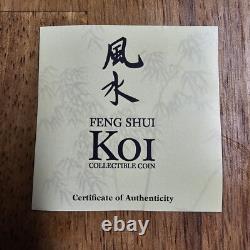 風
水
FENG SHUI
KOI
COLLECTIBLE COIN
Certificate of Authenticity